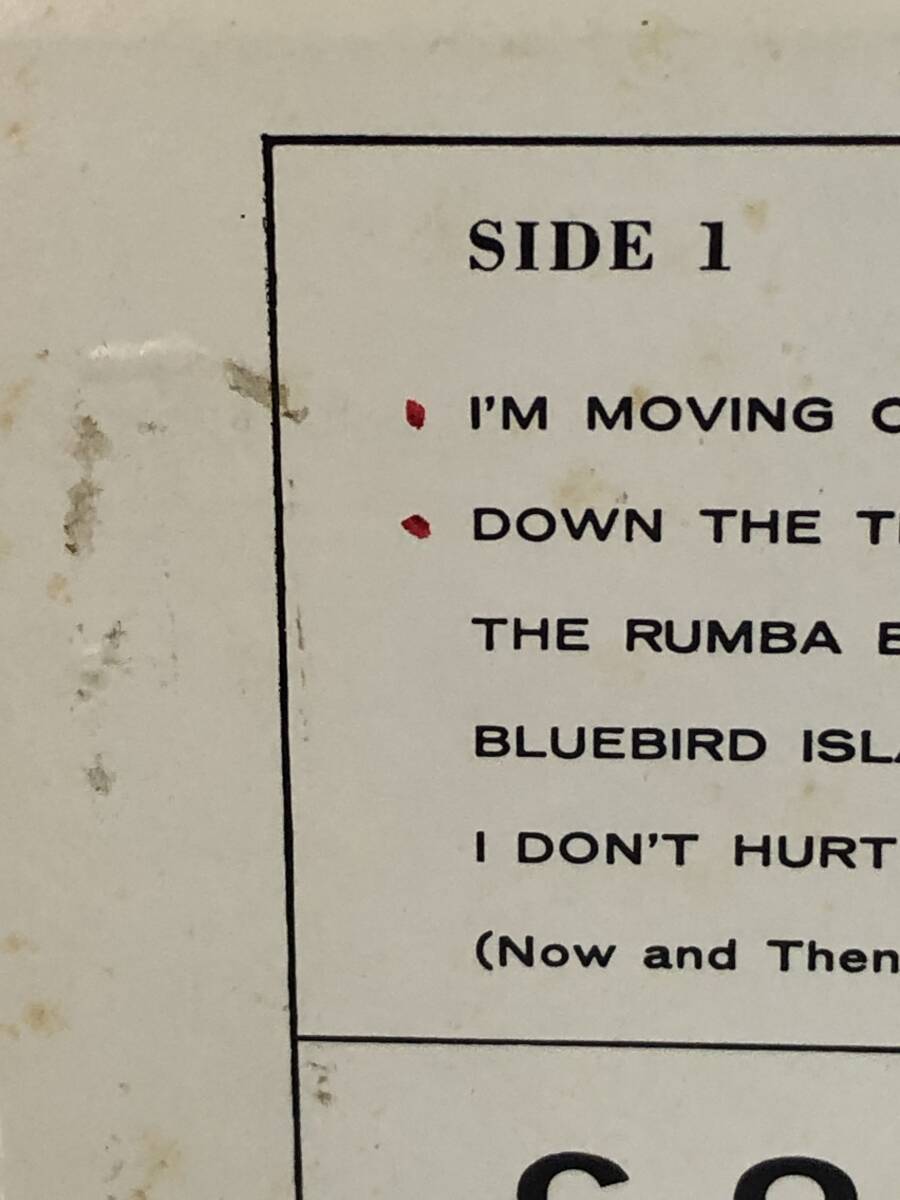 SIDE 1
I'M MOVING
DOWN THE
THE RUMBA
BLUEBIRD
I DON'T HURT
(Now and Then